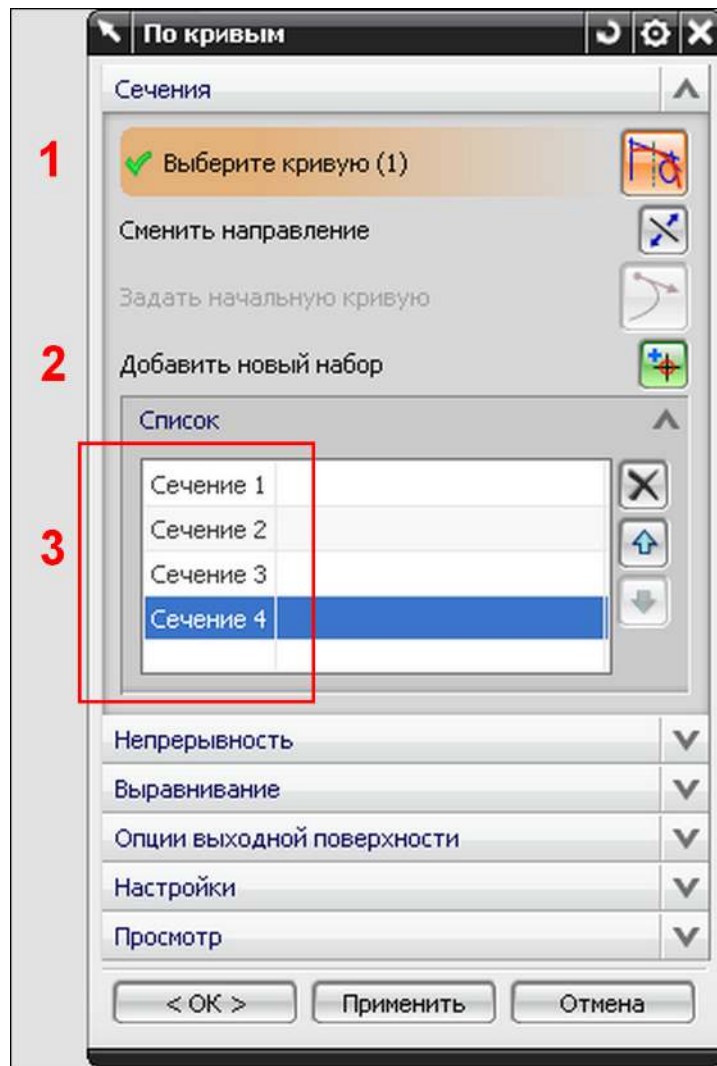 По кривым
Сечения
1
Выберите кривую (1)
Сменить направление
Задать начальную кривую
2
Добавить новый набор
Список
3
Сечение 1
Сечение 2
Сечение 3
Сечение 4
Непрерывность
Выравнивание
Опции выходной поверхности
Настройки
Просмотр
< ОК > Применить Отмена